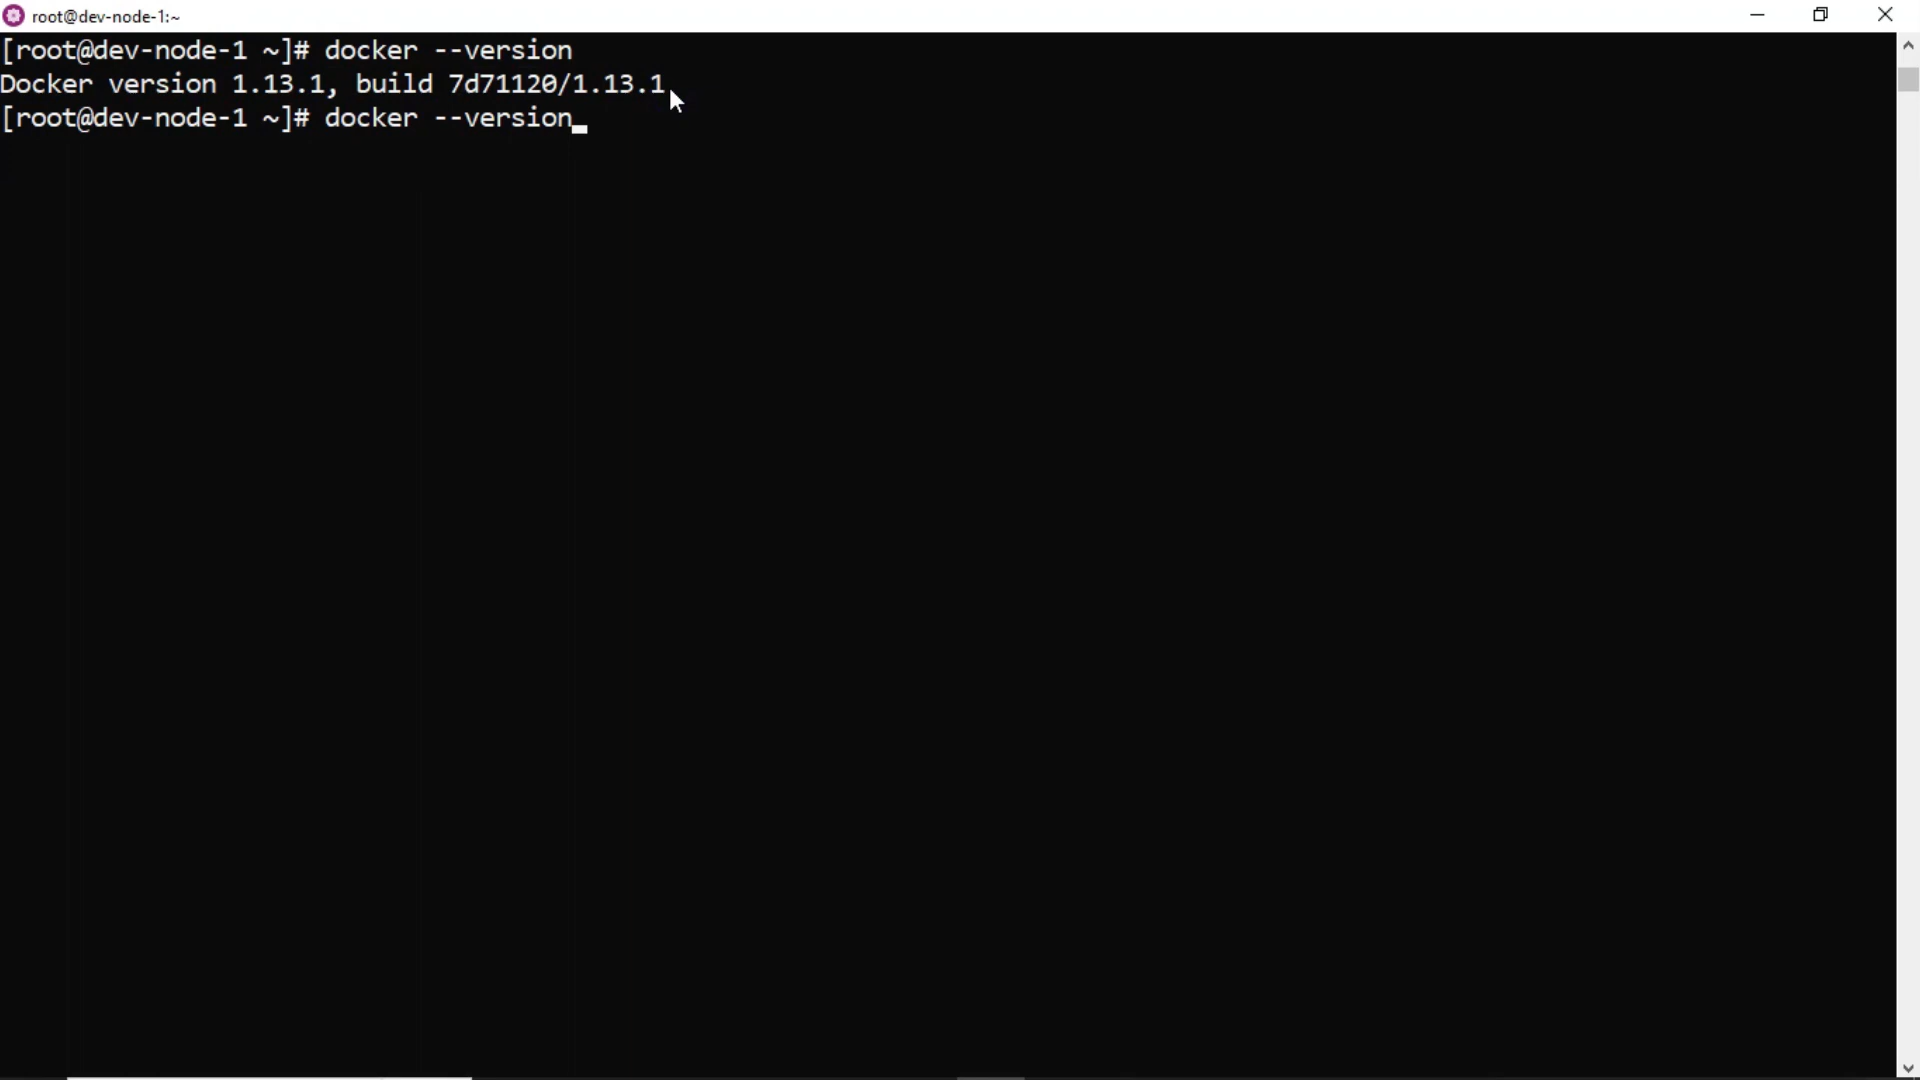 root@dev-node-1:~
[root@dev-node-1 ~]# docker --version
Docker version 1.13.1, build 7d71120/1.13.1
[root@dev-node-1 ~]# docker --version